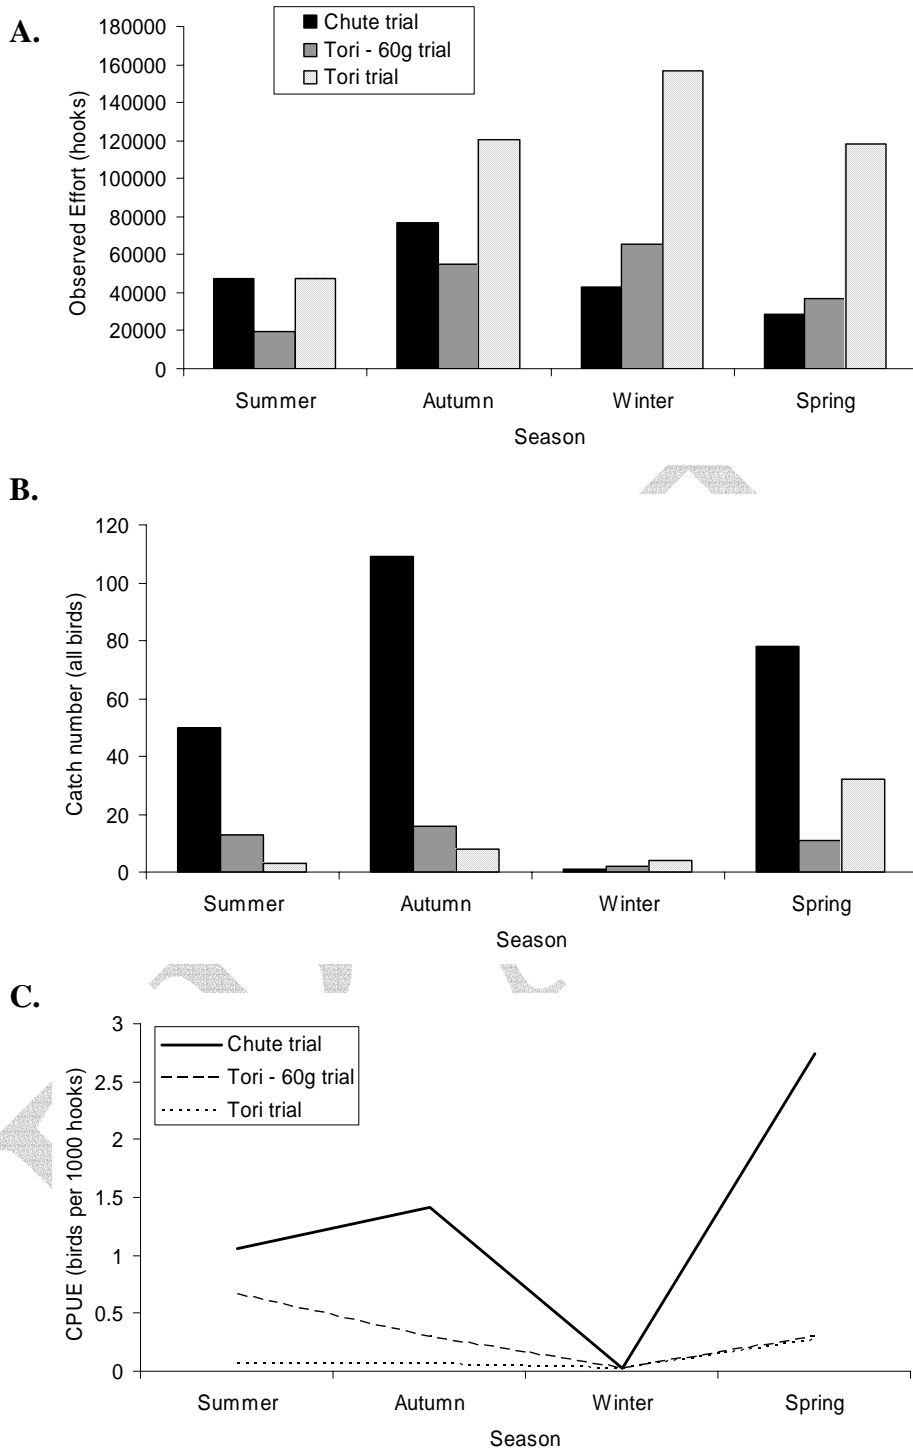 A.
Chute trial
Tori - 60g trial
Tori trial
Observed Effort (hooks)
180000
160000
140000
120000
100000
80000
60000
40000
20000
0
Summer Autumn Winter Spring
Season
B.
Catch number (all birds)
120
100
80
60
40
20
0
Summer Autumn Winter Spring
Season
C.
Chute trial
Tori - 60g trial
Tori trial
CPUE (birds per 1000 hooks)
3
2.5
2
1.5
1
0.5
0
Summer Autumn Winter Spring
Season